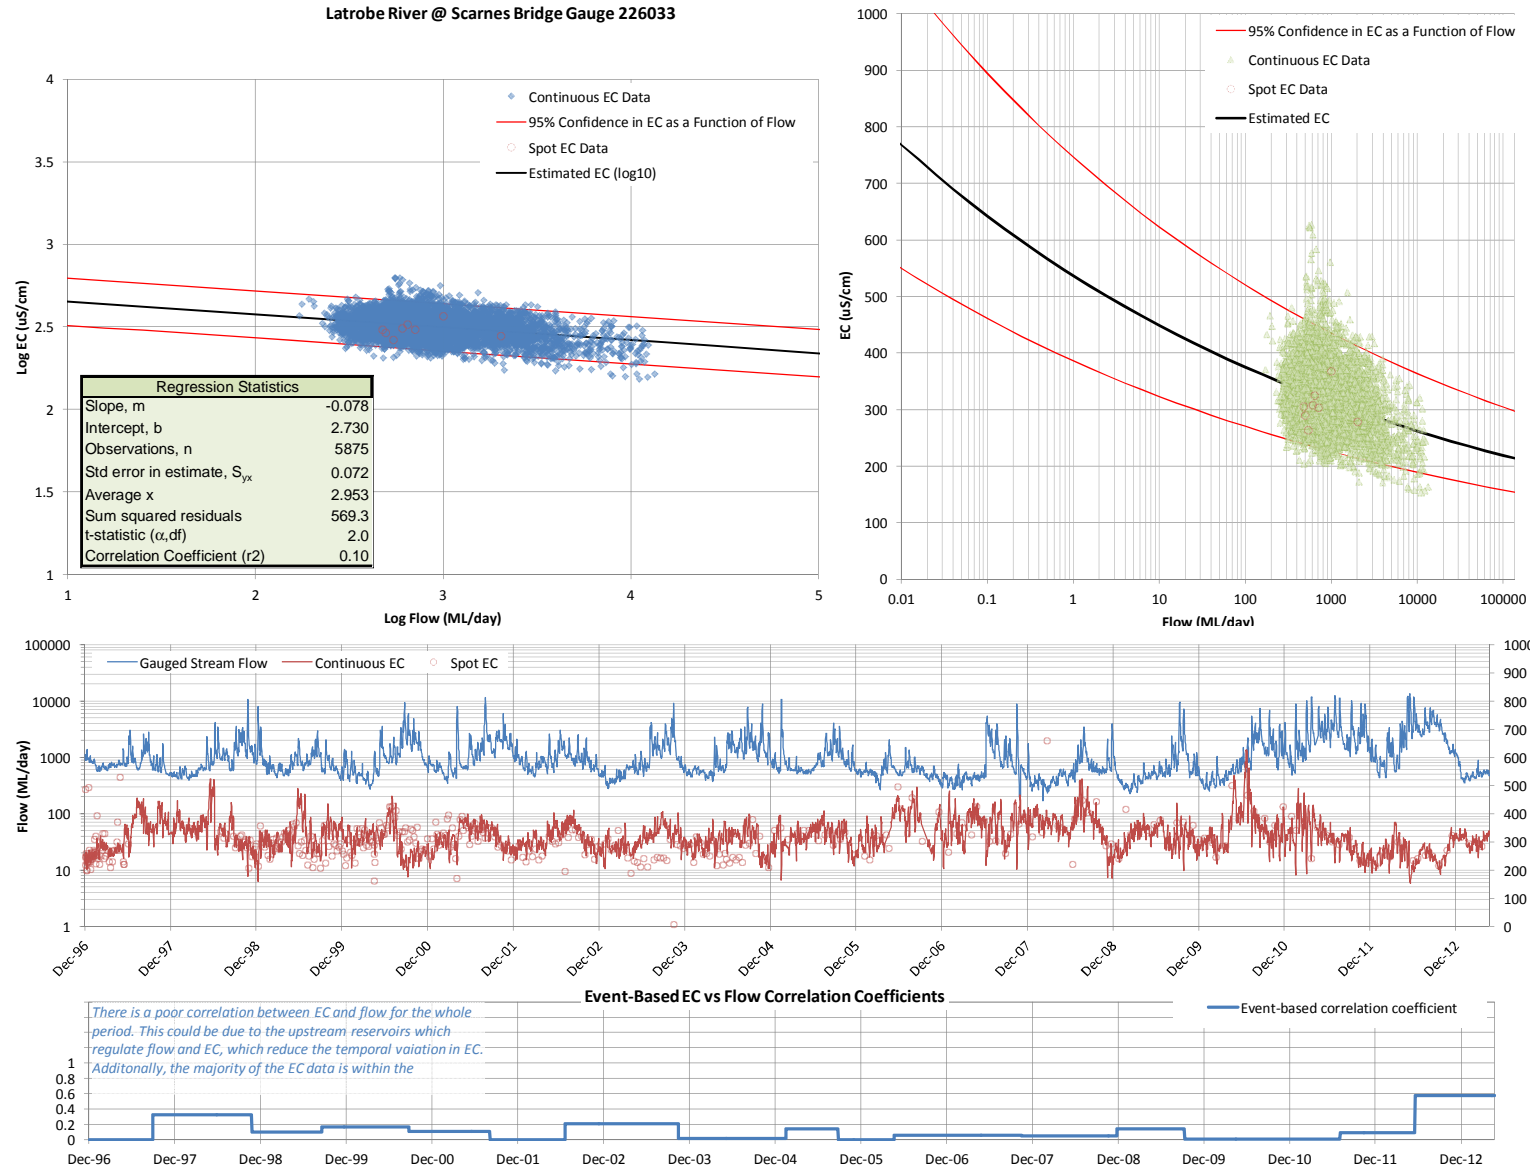 Latrobe River @ Scarnes Bridge Gauge 226033
4
3.5
3
2.5
2
1.5
1
Log EC (uS/cm)
Continuous EC Data
95% Confidence in EC as a Function of Flow
Spot EC Data
Estimated EC (log10)
Regression Statistics
Slope, m -0.078
Intercept, b 2.730
Observations, n 5875
Std error in estimate, Syx 0.072
Average x 2.953
Sum squared residuals 569.3
t-statistic (α,df) 2.0
Correlation Coefficient (r2) 0.10
1 2 3 4 5
Log Flow (ML/day)
1000
900
800
700
600
500
400
300
200
100
0
EC (uS/cm)
95% Confidence in EC as a Function of Flow
Continuous EC Data
Spot EC Data
Estimated EC
0.01 0.1 1 10 100 1000 10000 100000
Flow (ML/day)
100000
10000
1000
100
10
1
Flow (ML/day)
Gauged Stream Flow Continuous EC Spot EC
1000
900
800
700
600
500
400
300
200
100
0
Dec-96 Dec-97 Dec-98 Dec-99 Dec-00 Dec-01 Dec-02 Dec-03 Dec-04 Dec-05 Dec-06 Dec-07 Dec-08 Dec-09 Dec-10 Dec-11 Dec-12
Event-Based EC vs Flow Correlation Coefficients
There is a poor correlation between EC and flow for the whole
period. This could be due to the upstream reservoirs which
regulate flow and EC, which reduce the temporal vaiation in EC.
Additonally, the majority of the EC data is within the
Event-based correlation coefficient
1
0.8
0.6
0.4
0.2
0
Dec-96 Dec-97 Dec-98 Dec-99 Dec-00 Dec-01 Dec-02 Dec-03 Dec-04 Dec-05 Dec-06 Dec-07 Dec-08 Dec-09 Dec-10 Dec-11 Dec-12